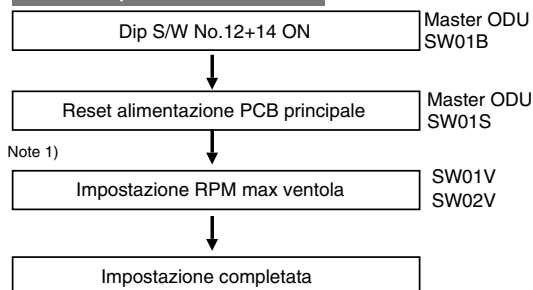 Dip S/W No.12+14 ON
Master ODU
SW01B
Reset alimentazione PCB principale
Master ODU
SW01S
Note 1)
Impostazione RPM max ventola
SW01V
SW02V
Impostazione completata